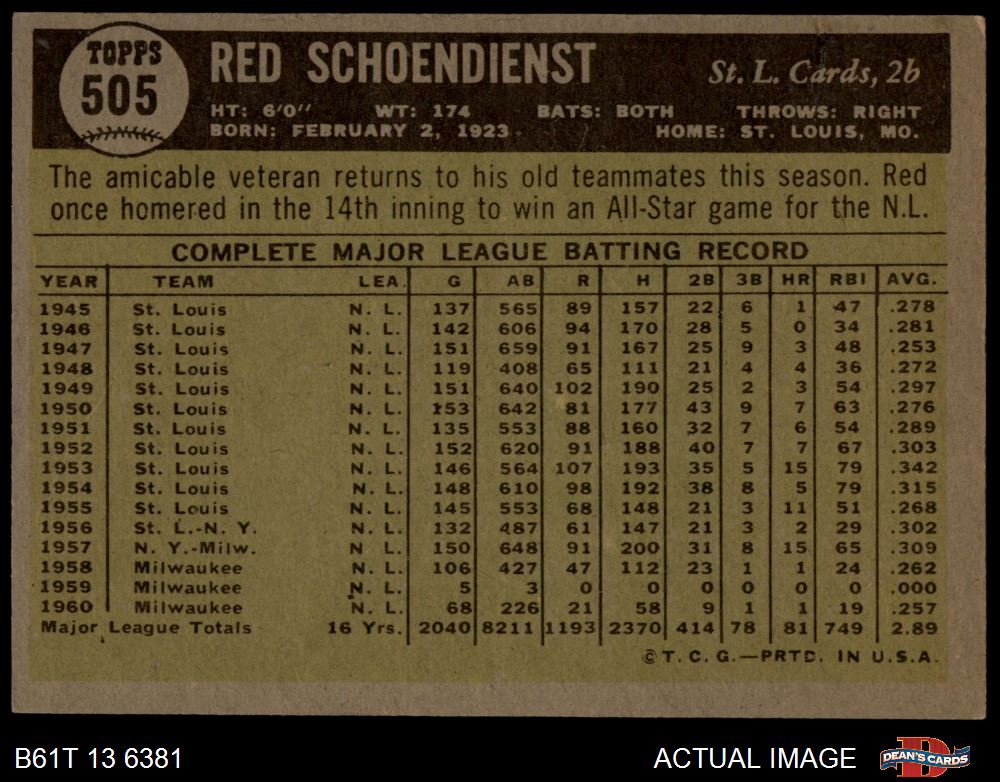 TOPPS
505
RED SCHOENDIENST St. L. Cards, 2b
HT: 6'0'' WT: 174 BATS: BOTH THROWS: RIGHT
BORN: FEBRUARY 2, 1923 HOME: ST. LOUIS, MO.
The amicable veteran returns to his old teammates this season. Red
once homered in the 14th inning to win an All-Star game for the N.L.
COMPLETE MAJOR LEAGUE BATTING RECORD
YEAR TEAM LEA. G AB R H 2B 3B HR RBI AVG.
1945 St. Louis N. L. 137 565 89 157 22 6 1 47 .278
1946 St. Louis N. L. 142 606 94 170 28 5 0 34 .281
1947 St. Louis N. L. 151 659 91 167 25 9 3 48 .253
1948 St. Louis N. L. 119 408 65 111 21 4 4 36 .272
1949 St. Louis N. L. 151 640 102 190 25 2 3 54 .297
1950 St. Louis N. L. 153 642 81 177 43 9 7 63 .276
1951 St. Louis N. L. 135 553 88 160 32 7 6 54 .289
1952 St. Louis N. L. 152 620 91 188 40 7 7 67 .303
1953 St. Louis N. L. 146 564 107 193 35 5 15 79 .342
1954 St. Louis N. L. 148 610 98 192 38 8 5 79 .315
1955 St. Louis N. L. 145 553 68 148 21 3 11 51 .268
1956 St. L.-N. Y. N. L. 132 487 61 147 21 3 2 29 .302
1957 N. Y.-Milw. N L. 150 648 91 200 31 8 15 65 .309
1958 Milwaukee N. L. 106 427 47 112 23 1 1 24 .262
1959 Milwaukee N. L. 5 3 0 0 0 0 0 0 .000
1960 Milwaukee N. L. 68 226 21 58 9 1 1 19 .257
Major League Totals 16 Yrs. 2040 8211 1193 2370 414 78 81 749 2.89
© T. C. G.—PRTD. IN U.S.A.
B61T 13 6381 ACTUAL IMAGE DEAN'S CARDS